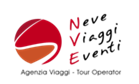 Neve
Viaggi
Eventi
Agenzia Viaggi - Tour Operator